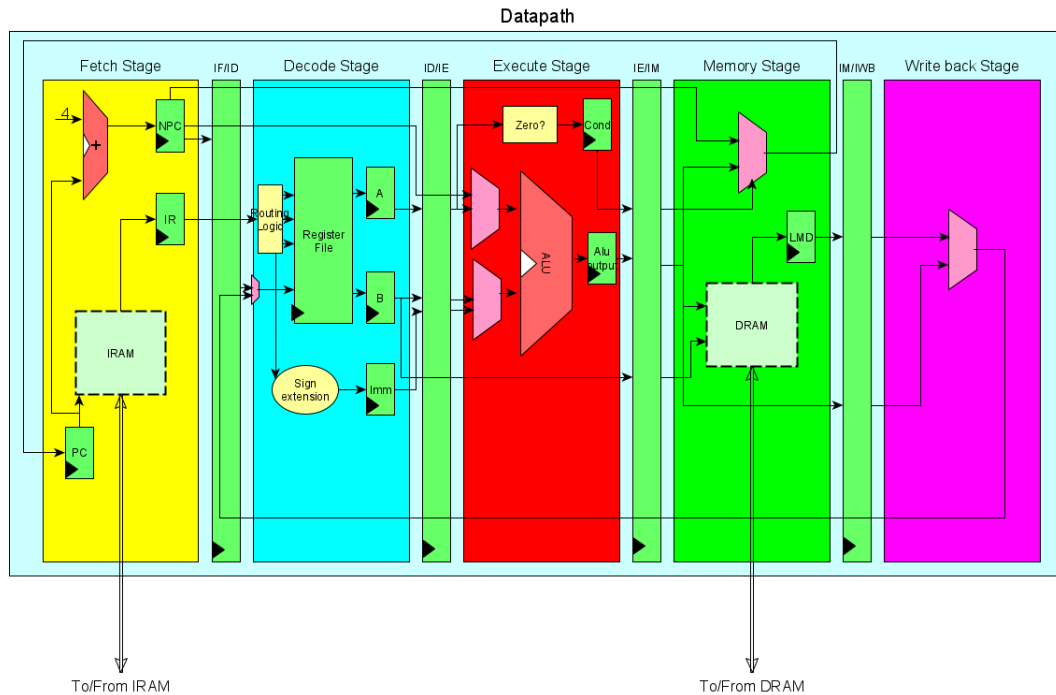 Datapath
Fetch Stage
IF/ID
Decode Stage
ID/IE
Execute Stage
IE/IM
Memory Stage
IM/IWB
Write back Stage
4
+
NPC
IR
IRAM
PC
Routing
Logic
Register
File
A
B
Sign
extension
Imm
Zero?
Cond
ALU
Alu
output
LMD
DRAM
To/From IRAM
To/From DRAM